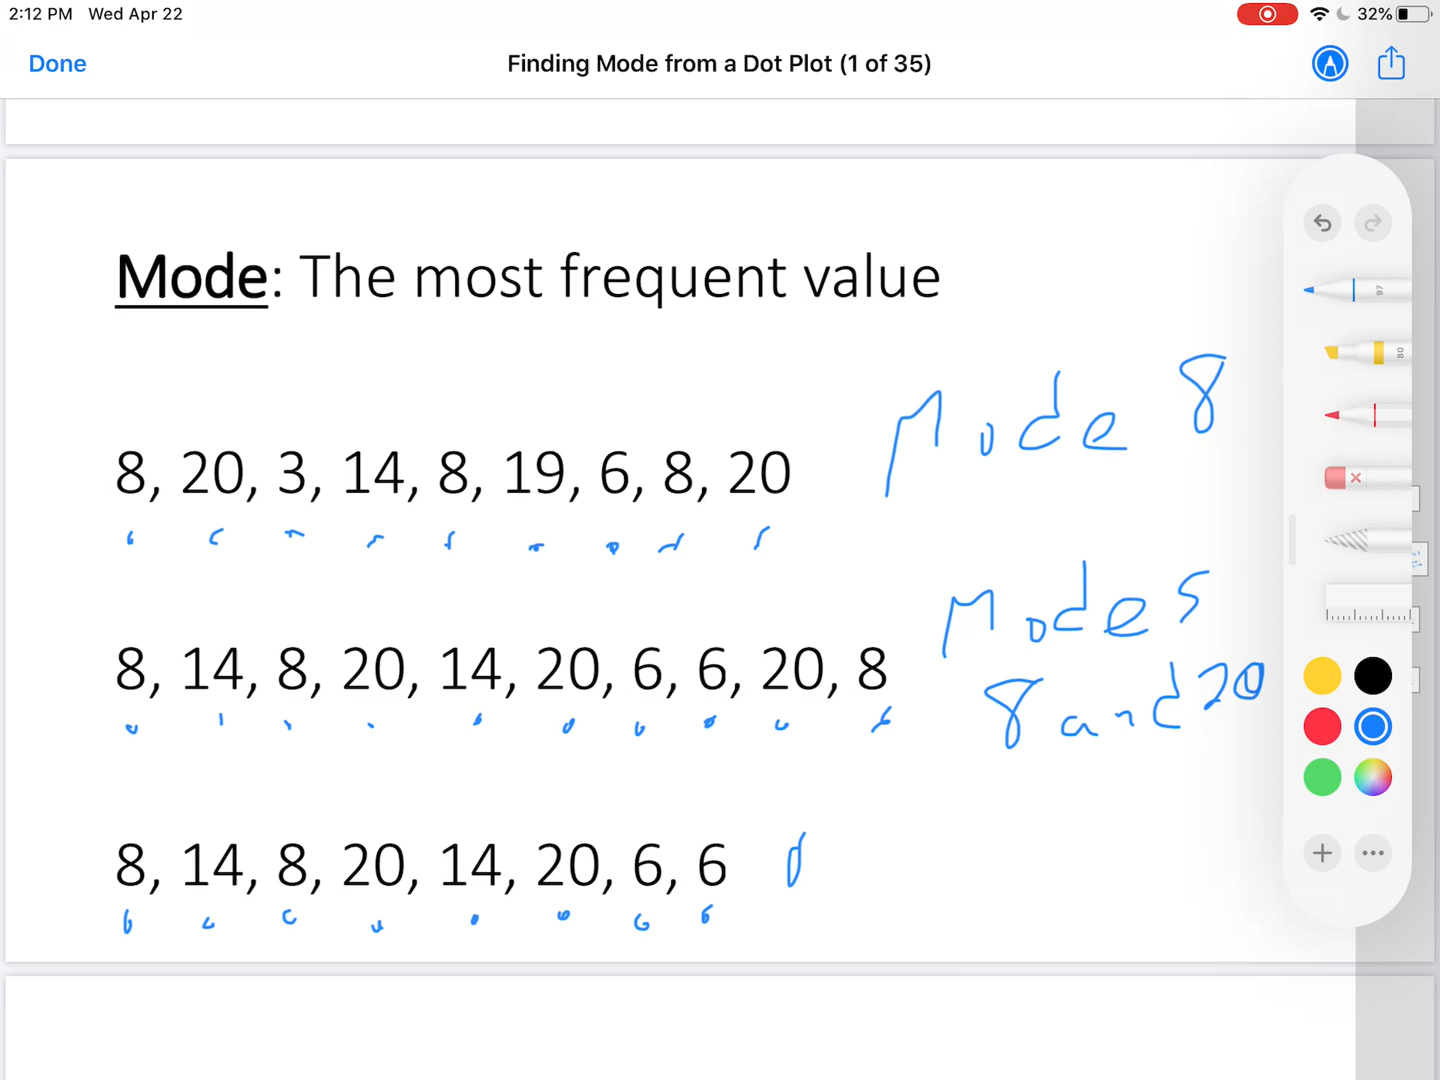 2:12 PM Wed Apr 22 32%
Done Finding Mode from a Dot Plot (1 of 35)
Mode: The most frequent value
Mode 8
8, 20, 3, 14, 8, 19, 6, 8, 20
Modes
8, 14, 8, 20, 14, 20, 6, 6, 20, 8
8 and 20
8, 14, 8, 20, 14, 20, 6, 6
97
80